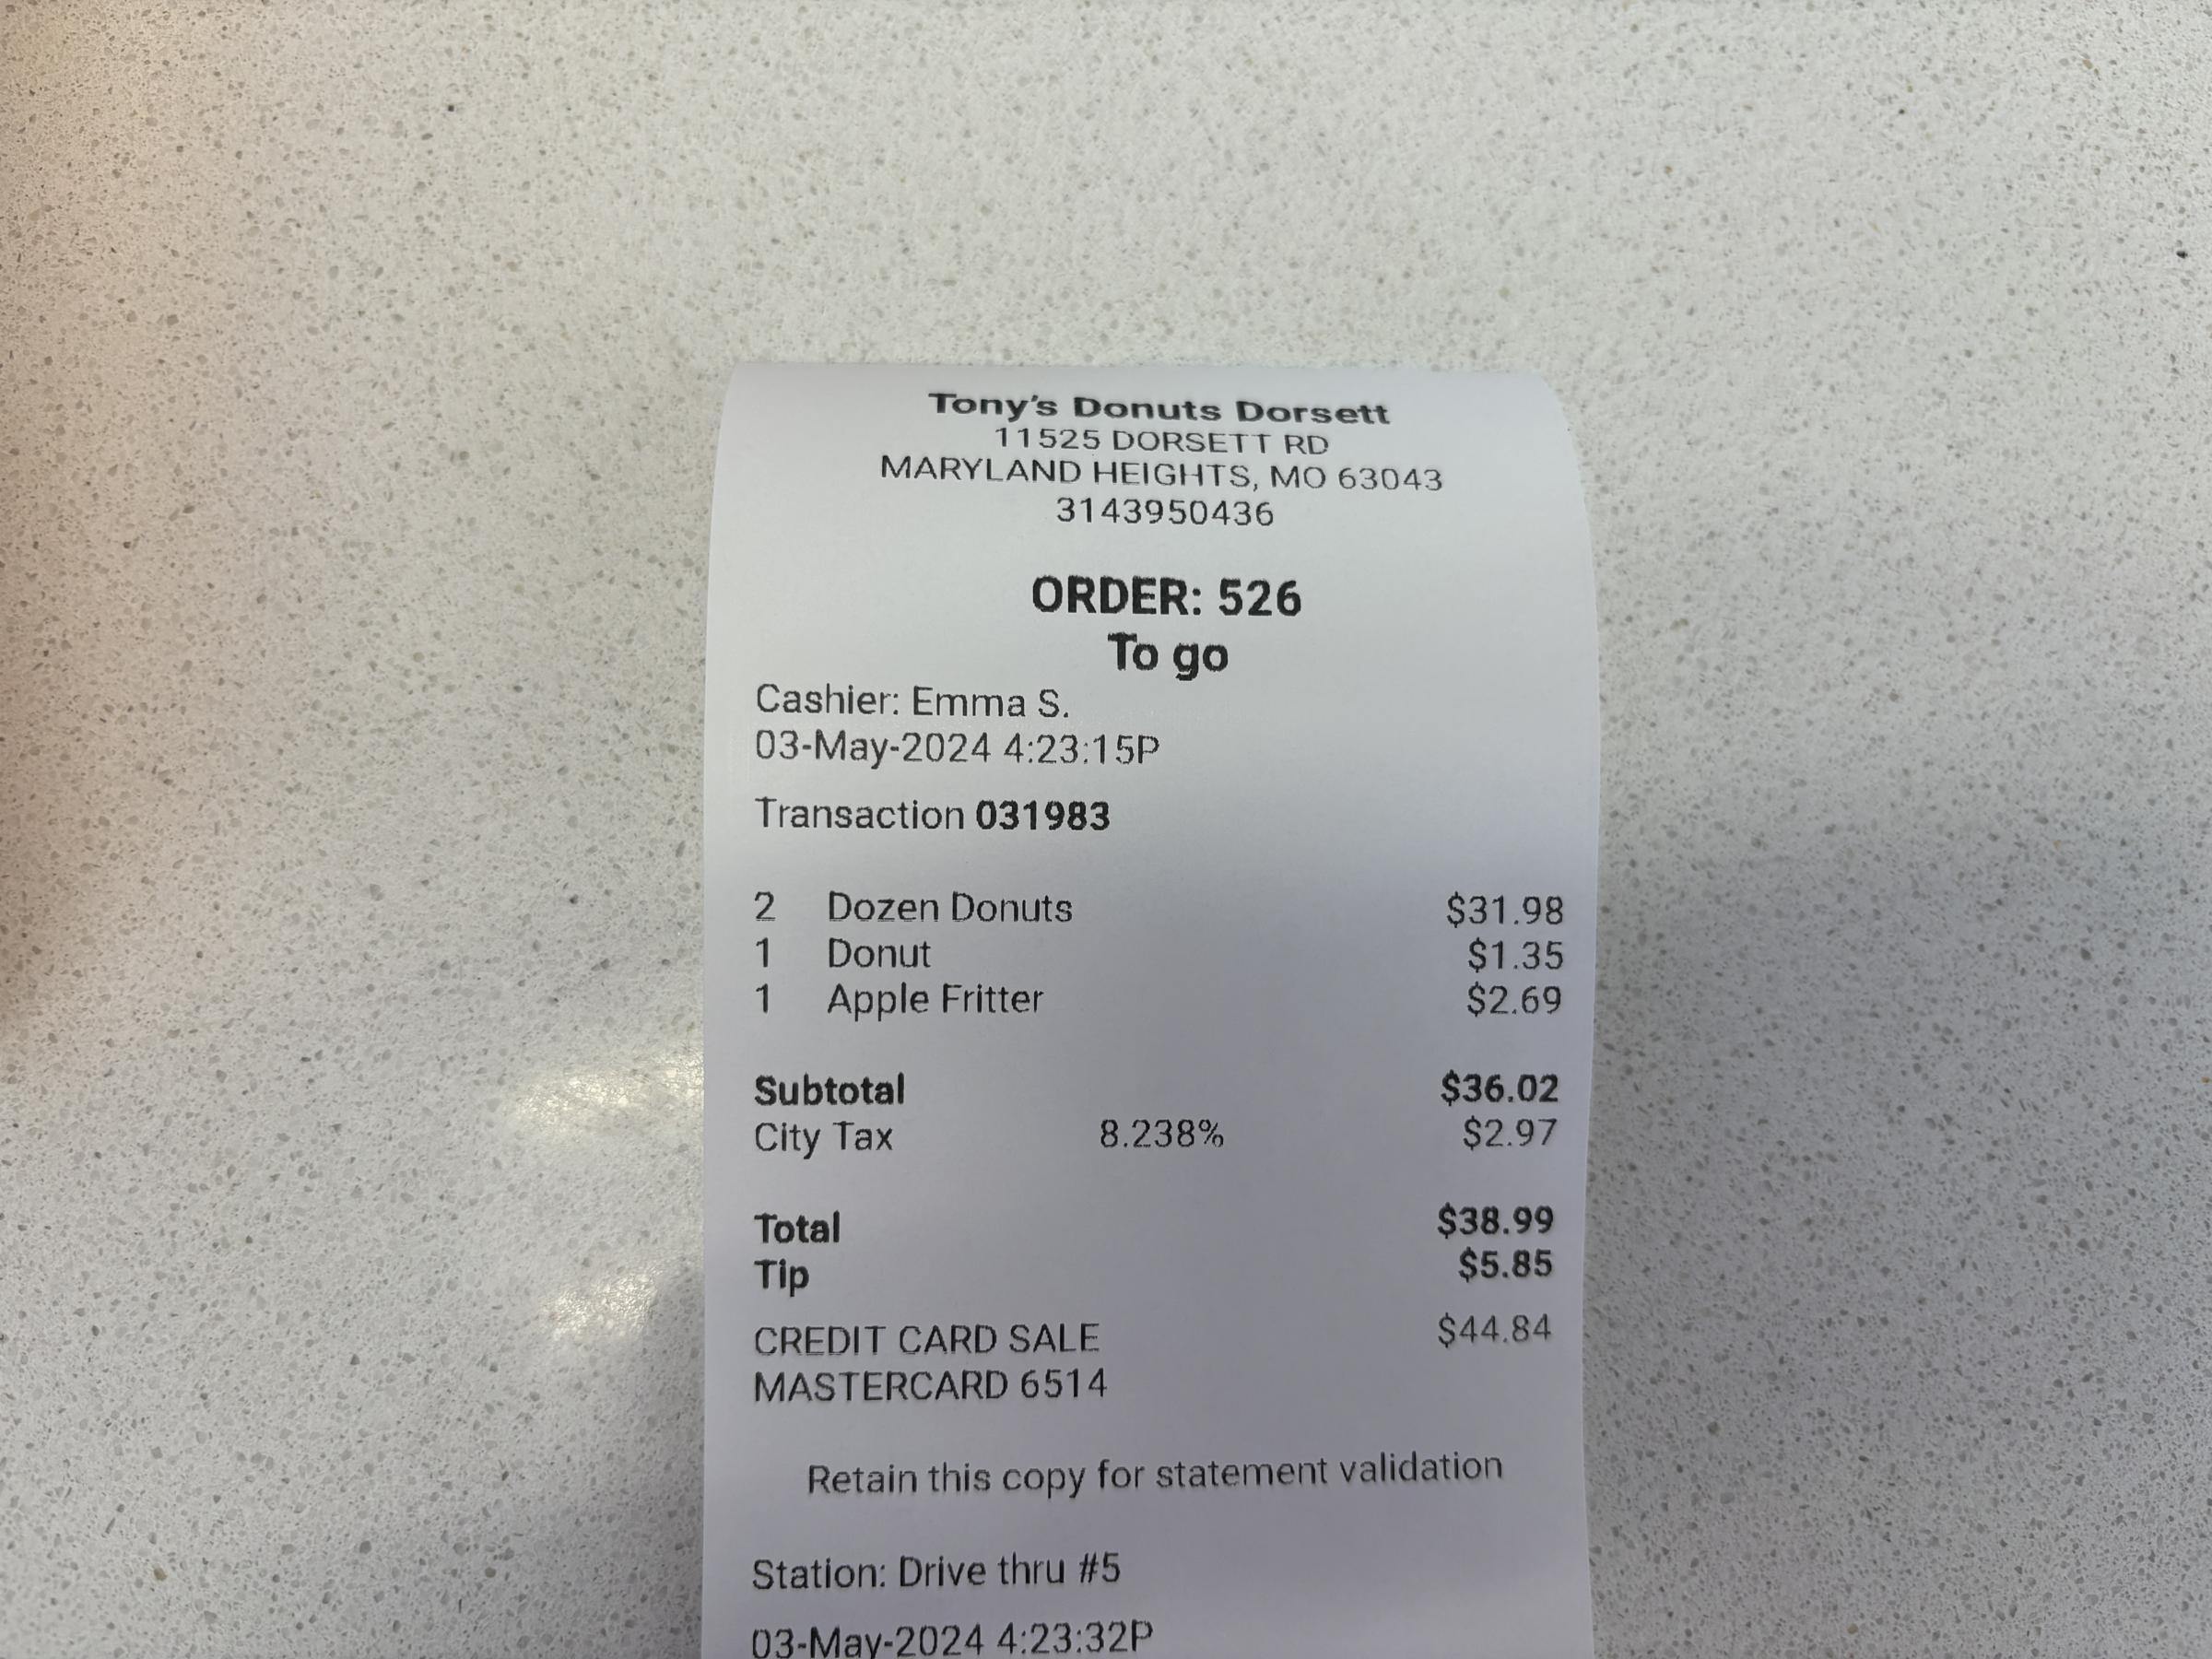 Tony's Donuts Dorsett
11525 DORSETT RD
MARYLAND HEIGHTS, MO 63043
3143950436
ORDER: 526
To go
Cashier: Emma S.
03-May-2024 4:23:15P
Transaction 031983
2 Dozen Donuts $31.98
1 Donut $1.35
1 Apple Fritter $2.69
Subtotal $36.02
City Tax 8.238% $2.97
Total $38.99
Tip $5.85
CREDIT CARD SALE $44.84
MASTERCARD 6514
Retain this copy for statement validation
Station: Drive thru #5
03-May-2024 4:23:32P